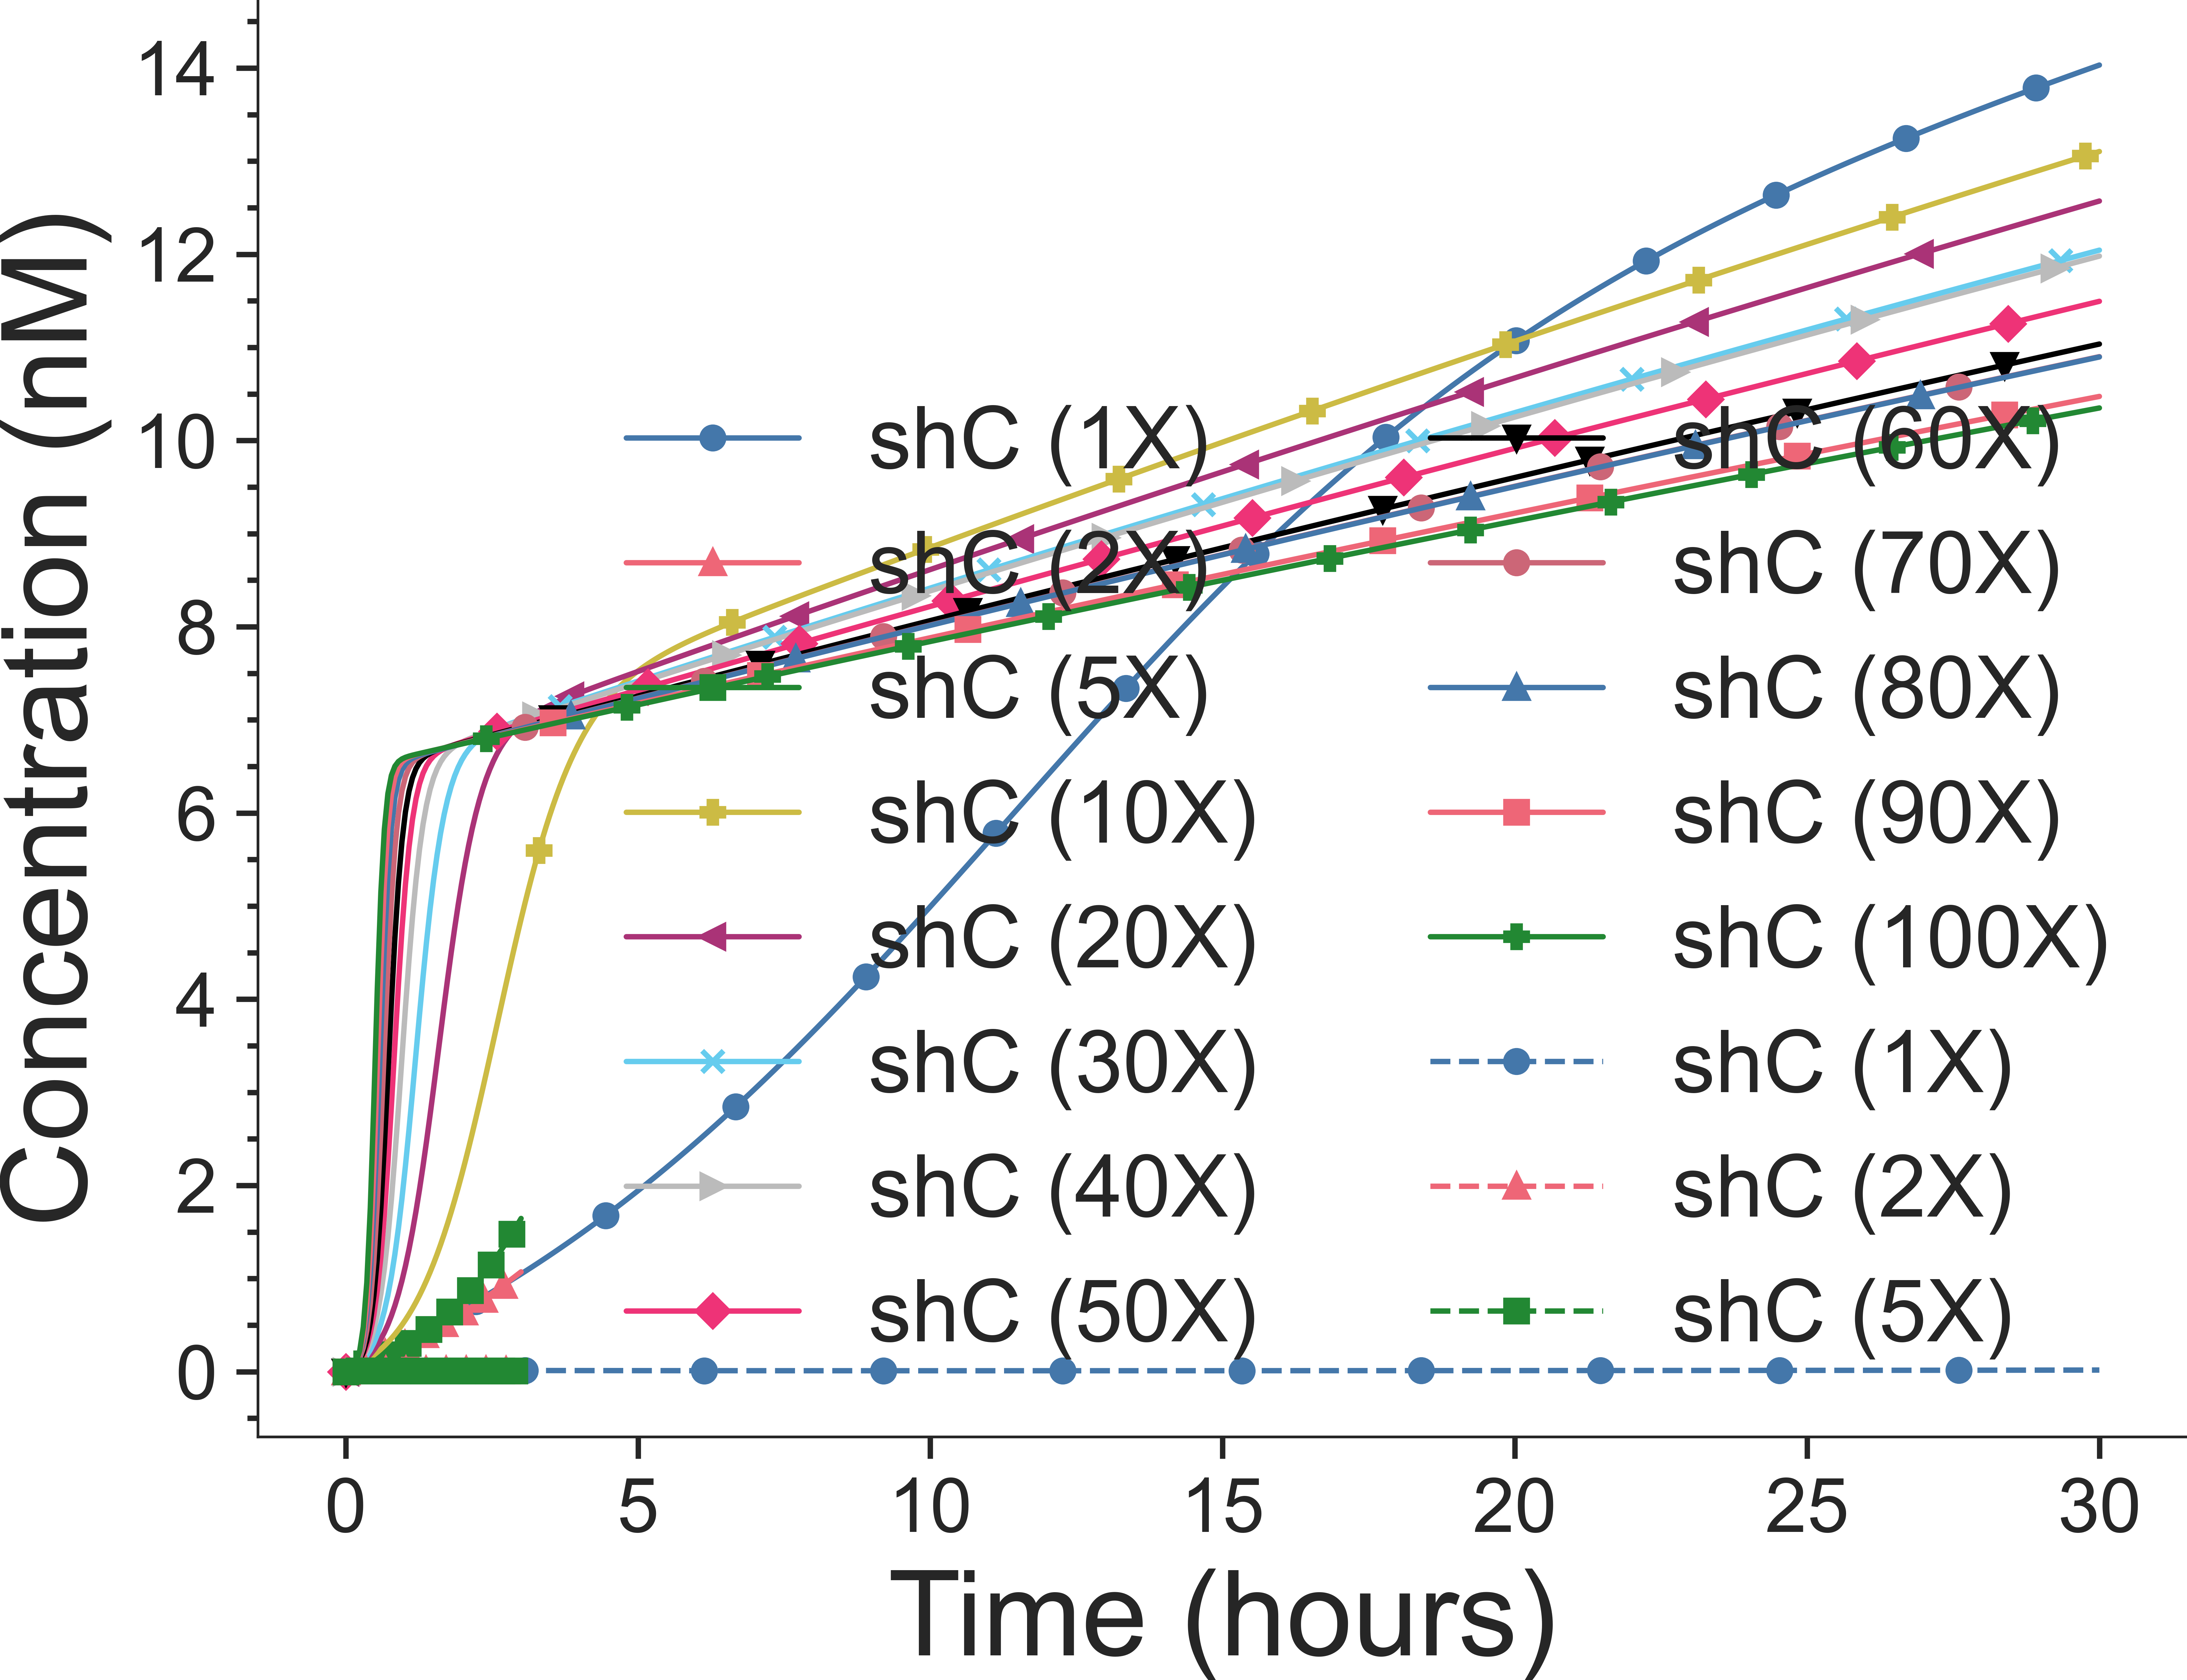 Concentration (nM)
14
12
10
8
6
4
2
0
shC (1X)
shC (2X)
shC (5X)
shC (10X)
shC (20X)
shC (30X)
shC (40X)
shC (50X)
shC (60X)
shC (70X)
shC (80X)
shC (90X)
shC (100X)
shC (1X)
shC (2X)
shC (5X)
0 5 10 15 20 25 30
Time (hours)